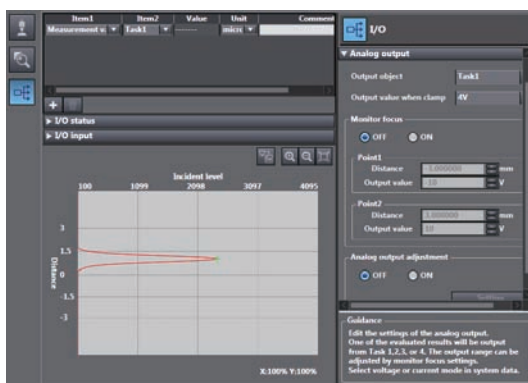 Item1 Item2 Value Unit Comment
Measurement v. Task1 ------ micr
I/O status
I/O input
Incident level
100 1099 2098 3097 4095
Distance
3
1.5
0
-1.5
-3
X:100% Y:100%
I/O
Analog output
Output object Task1
Output value when clamp 4V
Monitor focus
OFF ON
Point1
Distance mm
Output value -10 V
Point2
Distance 3.000000 mm
Output value 10 V
Analog output adjustment
OFF ON
Guidance
Edit the settings of the analog output.
One of the evaluated results will be output
from Task 1,2,3, or 4. The output range can be
adjusted by monitor focus settings.
Select voltage or current mode in system data.